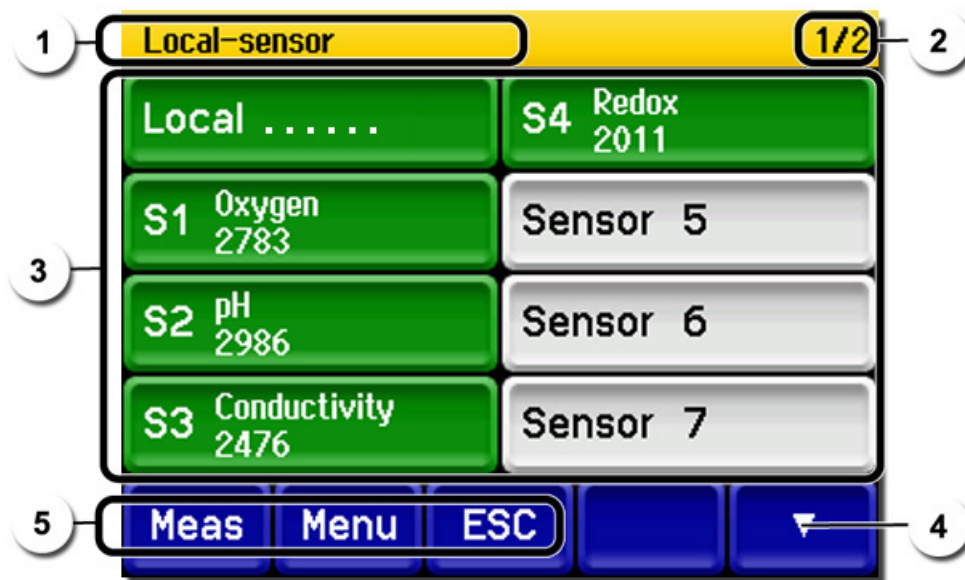 1
Local-sensor
1/2
2
3
Local ......
S1 Oxygen
2783
S2 pH
2986
S3 Conductivity
2476
S4 Redox
2011
Sensor 5
Sensor 6
Sensor 7
5
Meas Menu ESC
4